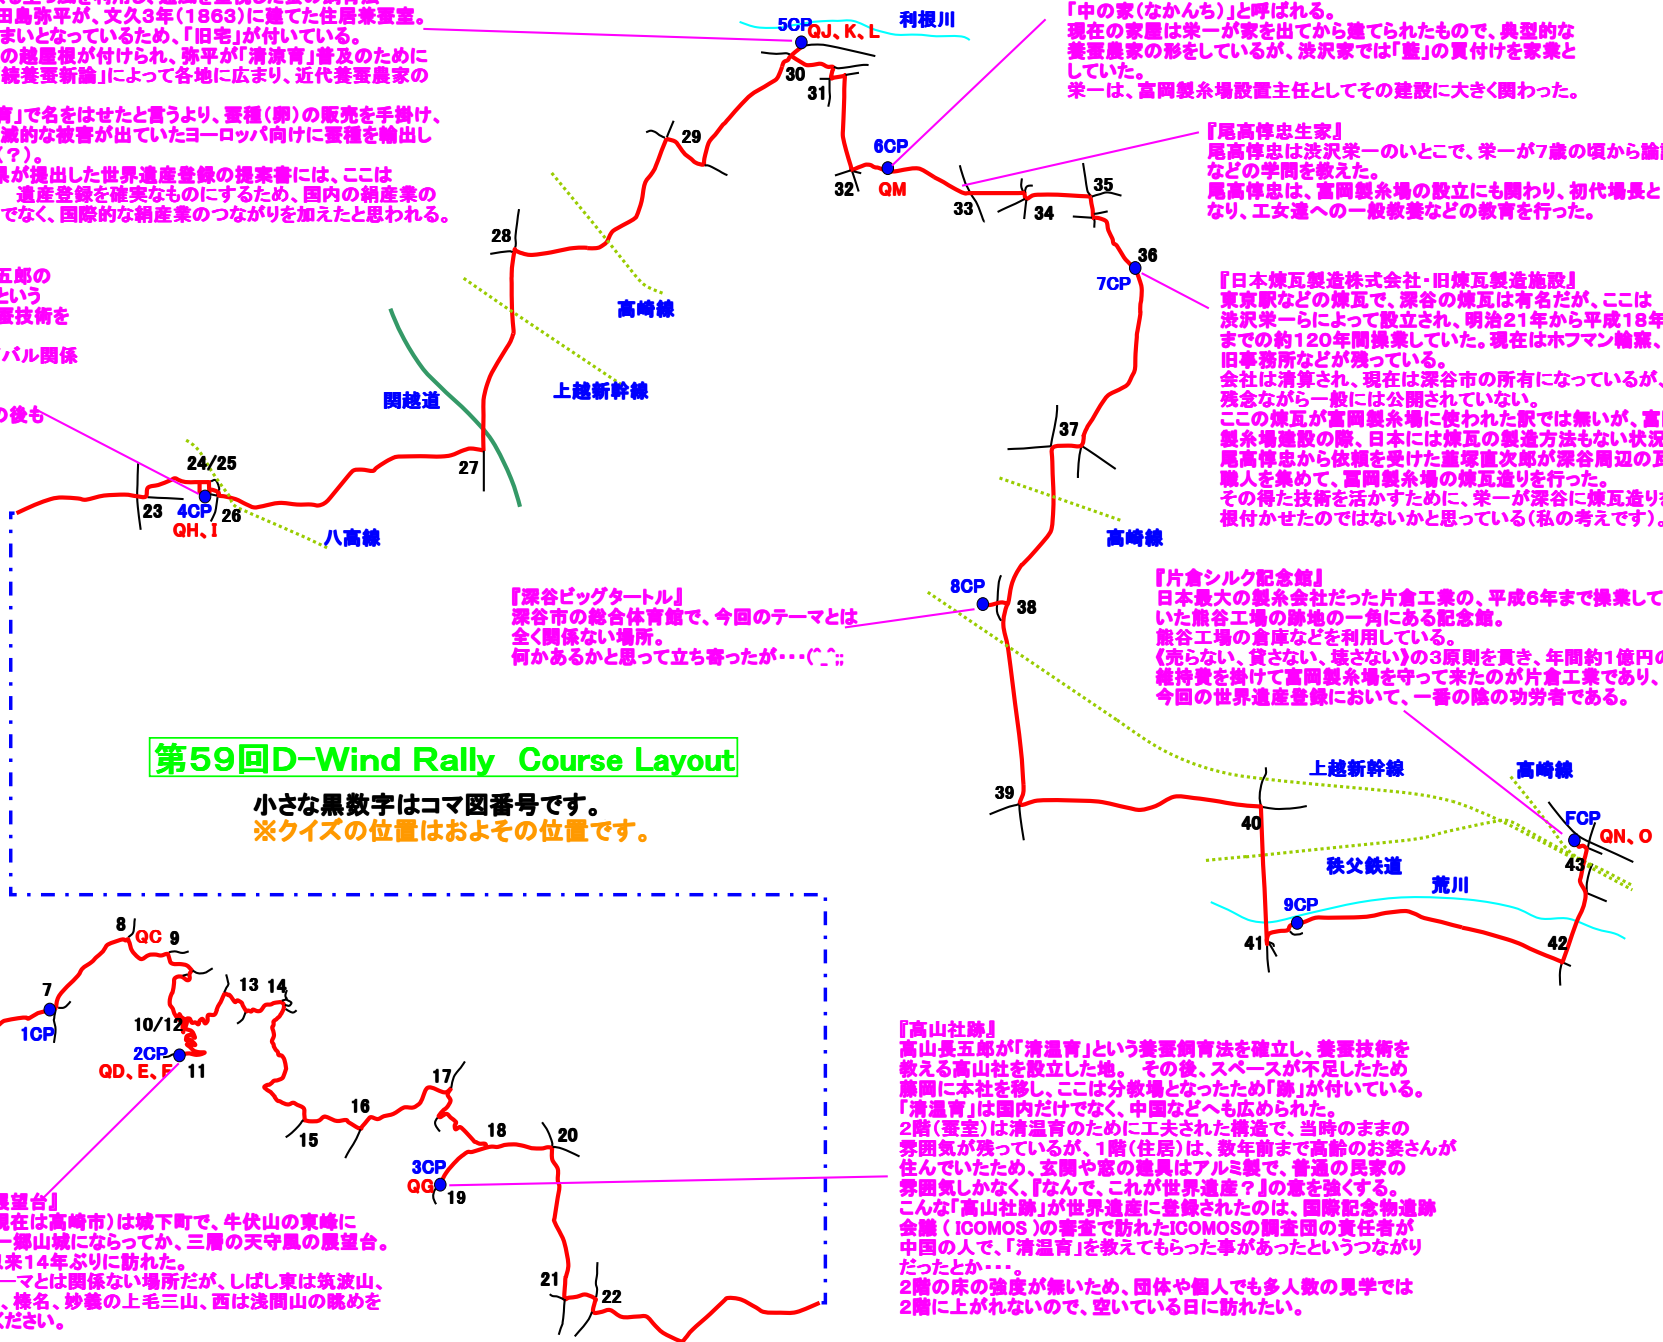 田島弥平が、文久3年(1863)に建てた住居兼蚕室。
まいとなっているため、「旧宅」が付いている。
の越屋根が付けられ、弥平が「清涼育」普及のために
続養蚕新論」によって各地に広まり、近代養蚕農家の
育」で名をはせたと言うより、蚕種(卵)の販売を手掛け、
滅的な被害が出ていたヨーロッパ向けに蚕種を輸出し
(?)。
県が提出した世界遺産登録の提案書には、ここは
遺産登録を確実なものにするため、国内の絹産業の
でなく、国際的な絹産業のつながりを加えたと思われる。
五郎の
という
蚕技術を
バル関係
の後も
5CP
QJ、K、L
利根川
30
31
29
28
「中の家(なかんち)」と呼ばれる。
現在の家屋は栄一が家を出てから建てられたもので、典型的な
養蚕農家の形をしているが、渋沢家では「藍」の買付けを家業と
していた。
栄一は、富岡製糸場設置主任としてその建設に大きく関わった。
6CP
QM
32
33
34
35
36
7CP
『尾高惇忠生家』
尾高惇忠は渋沢栄一のいとこで、栄一が7歳の頃から論
などの学問を教えた。
尾高惇忠は、富岡製糸場の設立にも関わり、初代場長と
なり、工女達への一般教養などの教育を行った。
『日本煉瓦製造株式会社・旧煉瓦製造施設』
東京駅などの煉瓦で、深谷の煉瓦は有名だが、ここは
渋沢栄一らによって設立され、明治21年から平成18年
までの約120年間操業していた。現在はホフマン輪窯、
旧事務所などが残っている。
会社は清算され、現在は深谷市の所有になっているが、
残念ながら一般には公開されていない。
ここの煉瓦が富岡製糸場に使われた訳では無いが、富
製糸場建設の際、日本には煉瓦の製造方法もない状況
尾高惇忠から依頼を受けた韮塚直次郎が深谷周辺の瓦
職人を集めて、富岡製糸場の煉瓦造りを行った。
その得た技術を活かすために、栄一が深谷に煉瓦造りを
根付かせたのではないかと思っている(私の考えです)。
高崎線
上越新幹線
関越道
27
24/25
23
4CP
26
QH、I
八高線
37
高崎線
8CP
38
『深谷ビッグタートル』
深谷市の総合体育館で、今回のテーマとは
全く関係ない場所。
何かあるかと思って立ち寄ったが・・・(^_^;;
『片倉シルク記念館』
日本最大の製糸会社だった片倉工業の、平成6年まで操業して
いた熊谷工場の跡地の一角にある記念館。
熊谷工場の倉庫などを利用している。
《売らない、貸さない、壊さない》の3原則を貫き、年間約1億円の
維持費を掛けて富岡製糸場を守って来たのが片倉工業であり、
今回の世界遺産登録において、一番の陰の功労者である。
第59回D-Wind Rally Course Layout
小さな黒数字はコマ図番号です。
※クイズの位置はおよその位置です。
39
40
上越新幹線
高崎線
FCP
QN、O
43
秩父鉄道
荒川
9CP
41
42
8
QC
9
7
1CP
13
14
10/12
2CP
QD、E、F
11
17
16
15
18
20
3CP
QG
19
21
22
展望台』
現在は高崎市)は城下町で、牛伏山の東峰に
一郷山城にならってか、三層の天守風の展望台。
来14年ぶりに訪れた。
ーマとは関係ない場所だが、しばし東は筑波山、
、榛名、妙義の上毛三山、西は浅間山の眺めを
ください。
『高山社跡』
高山長五郎が「清温育」という養蚕飼育法を確立し、養蚕技術を
教える高山社を設立した地。 その後、スペースが不足したため
藤岡に本社を移し、ここは分教場となったため「跡」が付いている。
「清温育」は国内だけでなく、中国などへも広められた。
2階(蚕室)は清温育のために工夫された構造で、当時のままの
雰囲気が残っているが、1階(住居)は、数年前まで高齢のお婆さんが
住んでいたため、玄関や窓の建具はアルミ製で、普通の民家の
雰囲気しかなく、『なんで、これが世界遺産?』の意を強くする。
こんな「高山社跡」が世界遺産に登録されたのは、国際記念物遺跡
会議(ICOMOS)の審査で訪れたICOMOSの調査団の責任者が
中国の人で、「清温育」を教えてもらった事があったというつながり
だったとか・・・。
2階の床の強度が無いため、団体や個人でも多人数の見学では
2階に上がれないので、空いている日に訪れたい。